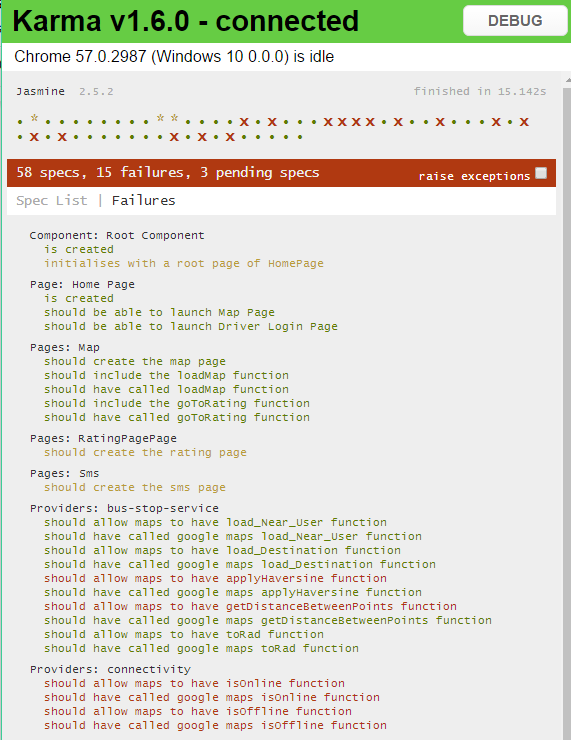 Karma v1.6.0 - connected
DEBUG
Chrome 57.0.2987 (Windows 10 0.0.0) is idle
Jasmine 2.5.2 finished in 15.142s
• * • • • • • • • • * * • • • • x • x • • • x x x x • x • • x • • • x • x
• x • x • • • • • • • x • x • x • • • • •
58 specs, 15 failures, 3 pending specs
raise exceptions
Spec List | Failures
Component: Root Component
is created
initialises with a root page of HomePage
Page: Home Page
is created
should be able to launch Map Page
should be able to launch Driver Login Page
Pages: Map
should create the map page
should include the loadMap function
should have called loadMap function
should include the goToRating function
should have called goToRating function
Pages: RatingPagePage
should create the rating page
Pages: Sms
should create the sms page
Providers: bus-stop-service
should allow maps to have load_Near_User function
should have called google maps load_Near_User function
should allow maps to have load_Destination function
should have called google maps load_Destination function
should allow maps to have applyHaversine function
should have called google maps applyHaversine function
should allow maps to have getDistanceBetweenPoints function
should have called google maps getDistanceBetweenPoints function
should allow maps to have toRad function
should have called google maps toRad function
Providers: connectivity
should allow maps to have isOnline function
should have called google maps isOnline function
should allow maps to have isOffline function
should have called google maps isOffline function